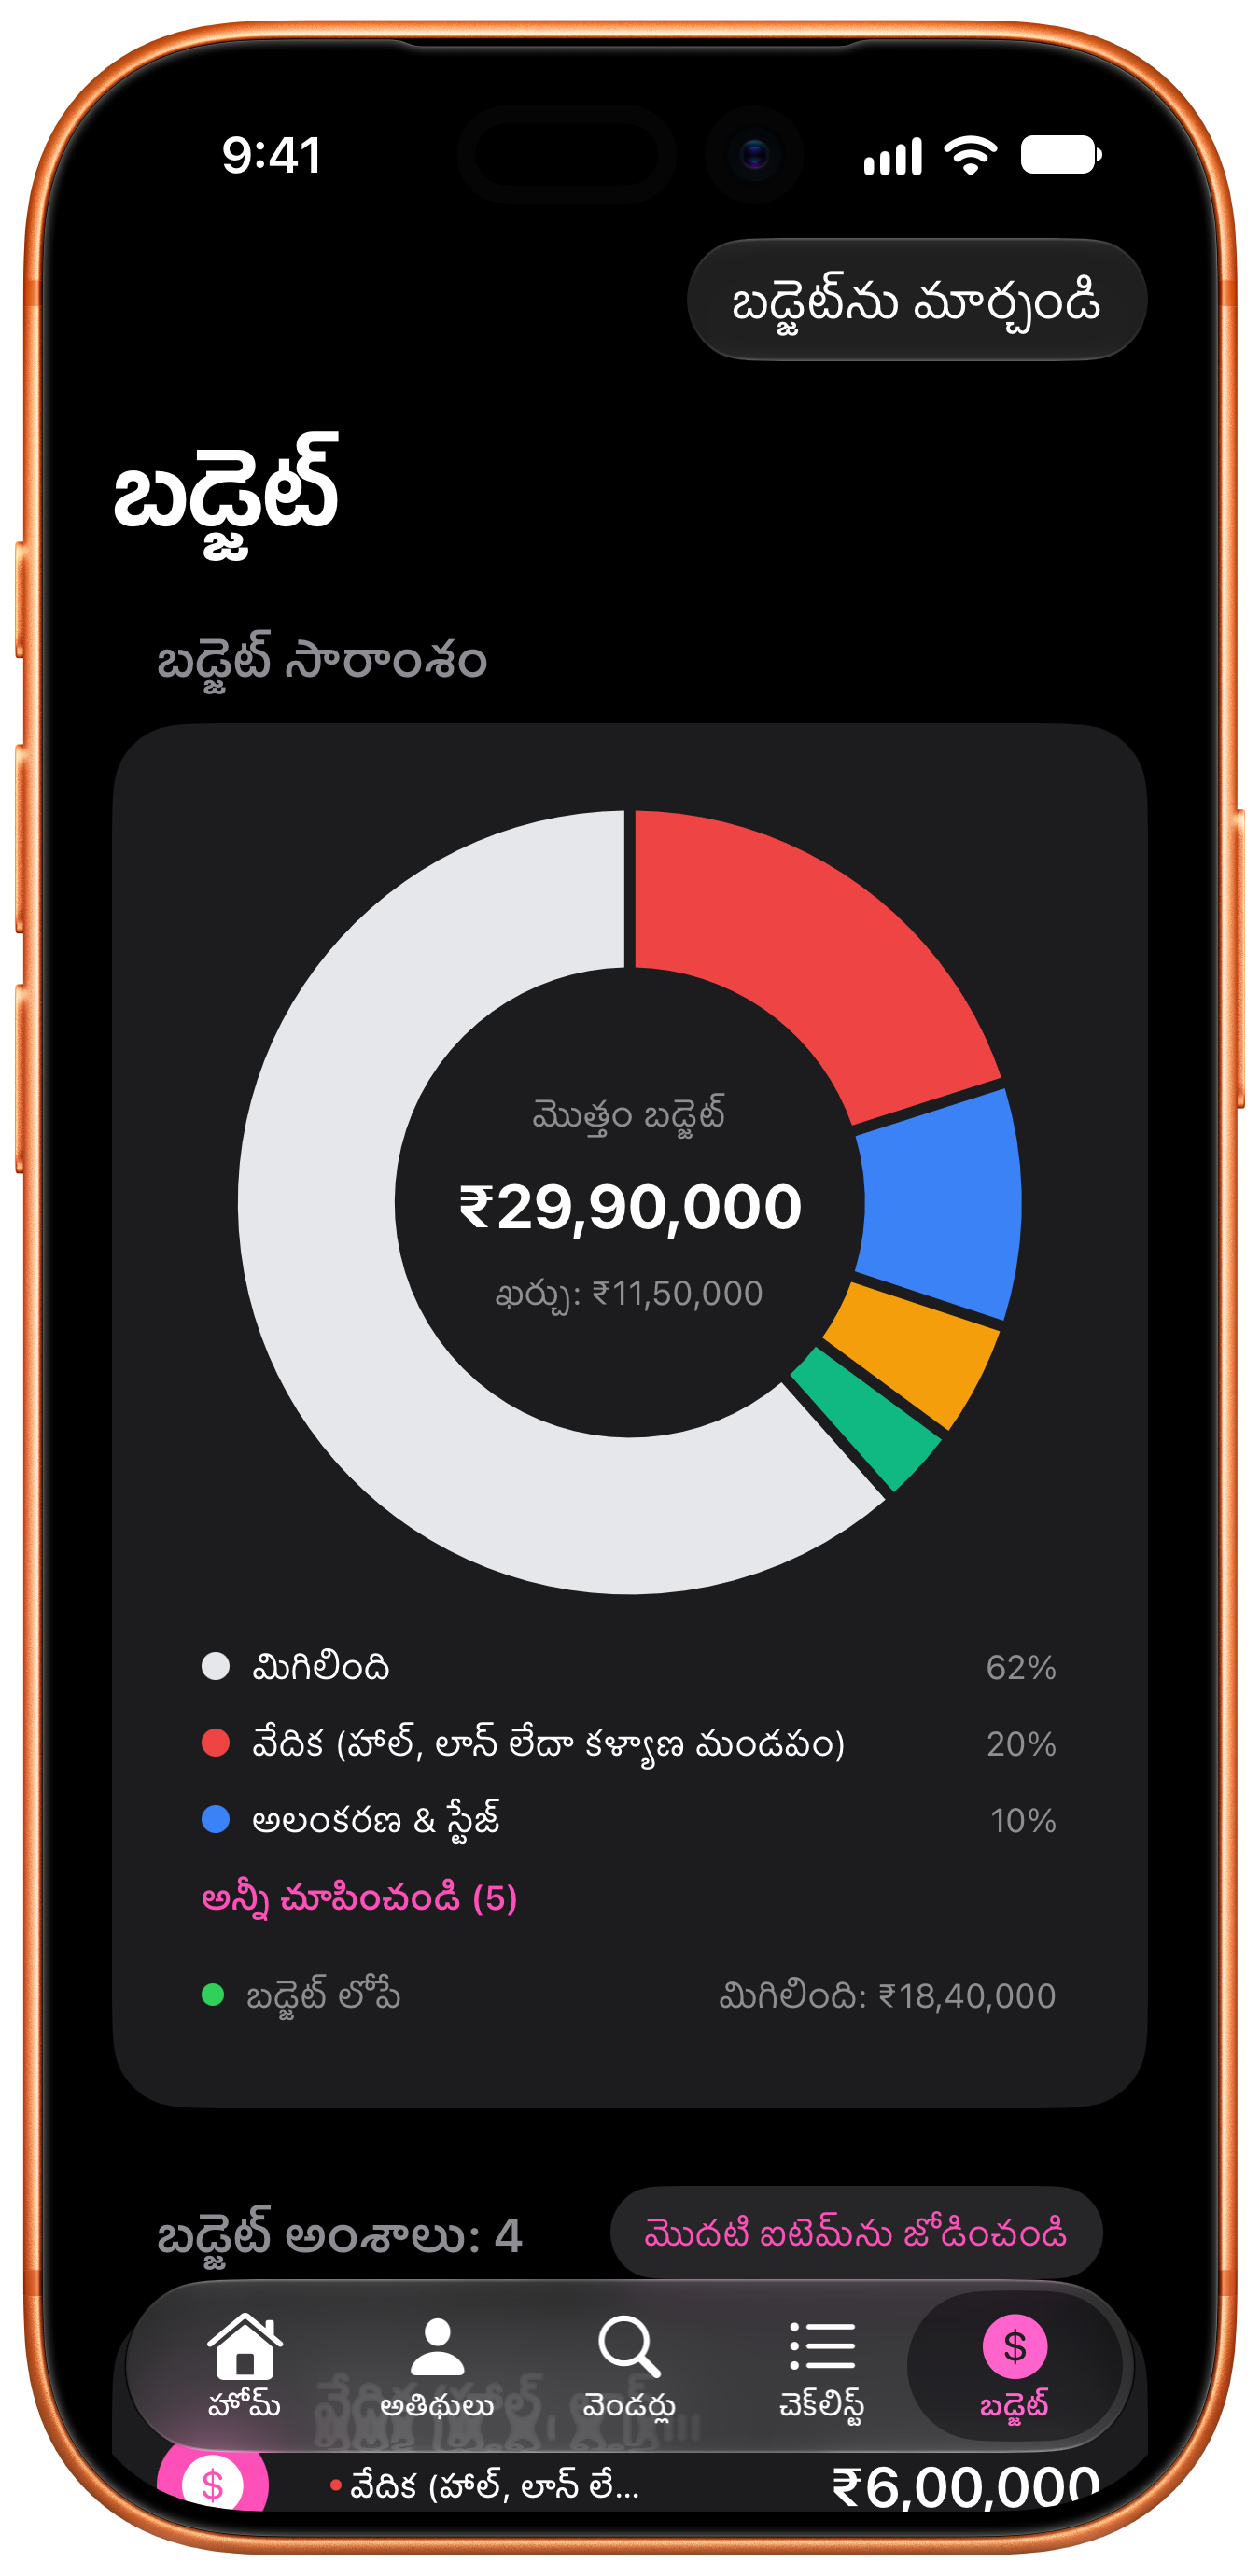 9:41
బడ్జెట్‌ను మార్చండి
బడ్జెట్
బడ్జెట్ సారాంశం
మొత్తం బడ్జెట్
₹29,90,000
ఖర్చు: ₹11,50,000
మిగిలింది 62%
వేదిక (హాల్, లాన్ లేదా కళ్యాణ మండపం) 20%
అలంకరణ & స్టేజ్ 10%
అన్నీ చూపించండి (5)
బడ్జెట్ లోపే మిగిలింది: ₹18,40,000
బడ్జెట్ అంశాలు: 4 మొదటి ఐటెమ్‌ను జోడించండి
హోమ్ అతిథులు వెండర్లు చెక్‌లిస్ట్ బడ్జెట్
వేదిక (హాల్, లాన్ లే... ₹6,00,000